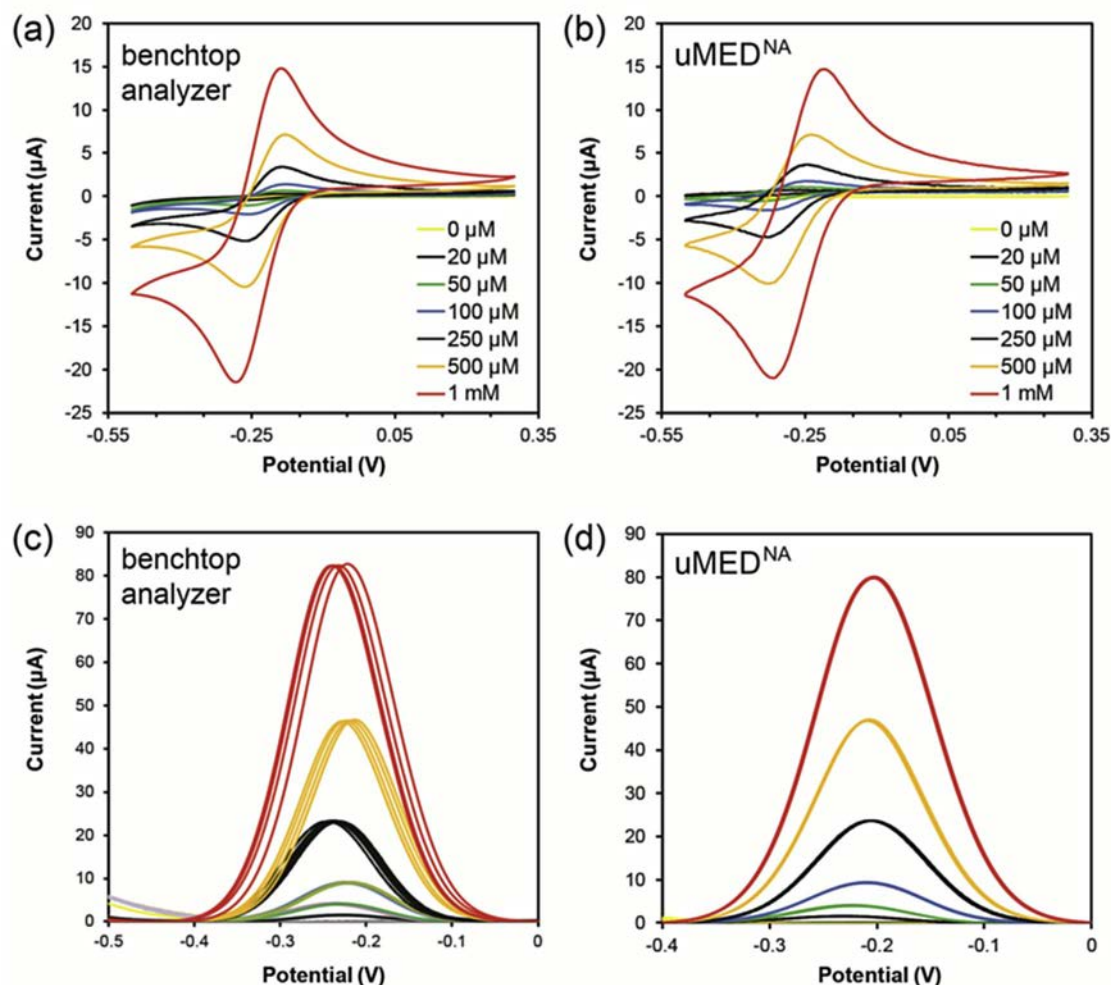 (a)
benchtop
analyzer
20
15
10
5
0
-5
-10
-15
-20
-25
Current (µA)
0 µM
20 µM
50 µM
100 µM
250 µM
500 µM
1 mM
-0.55
-0.25
0.05
0.35
Potential (V)
(b)
uMEDᴺᴬ
20
15
10
5
0
-5
-10
-15
-20
-25
Current (µA)
0 µM
20 µM
50 µM
100 µM
250 µM
500 µM
1 mM
-0.55
-0.25
0.05
0.35
Potential (V)
(c)
benchtop
analyzer
90
80
70
60
50
40
30
20
10
0
Current (µA)
-0.5
-0.4
-0.3
-0.2
-0.1
0
Potential (V)
(d)
uMEDᴺᴬ
90
80
70
60
50
40
30
20
10
0
Current (µA)
-0.4
-0.3
-0.2
-0.1
0
Potential (V)